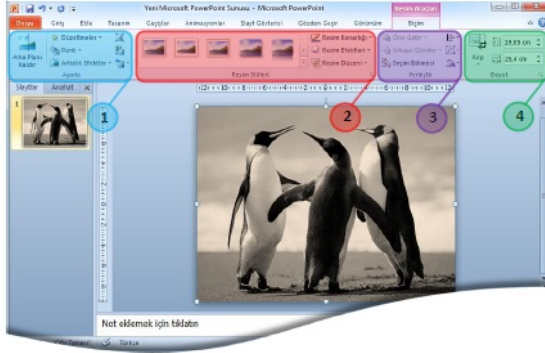 Yeni Microsoft PowerPoint Sunusu - Microsoft PowerPoint
Resim Araçları
Dosya Giriş Ekle Tasarım Geçişler Animasyonlar Slayt Gösterisi Gözden Geçir Görünüm Biçim
Arka Planı Kaldır
Düzeltmeler
Renk
Artistik Efektler
Ayarla
Resim Kenarlığı
Resim Efektleri
Resim Düzeni
Resim Stilleri
Öne Getir
Arkaya Gönder
Seçim Bölmesi
Yerleştir
Kırp
19,05 cm
25,4 cm
Boyut
1
2
3
4
Slaytlar Anahat
1
Not eklemek için tıklatın
Türkçe